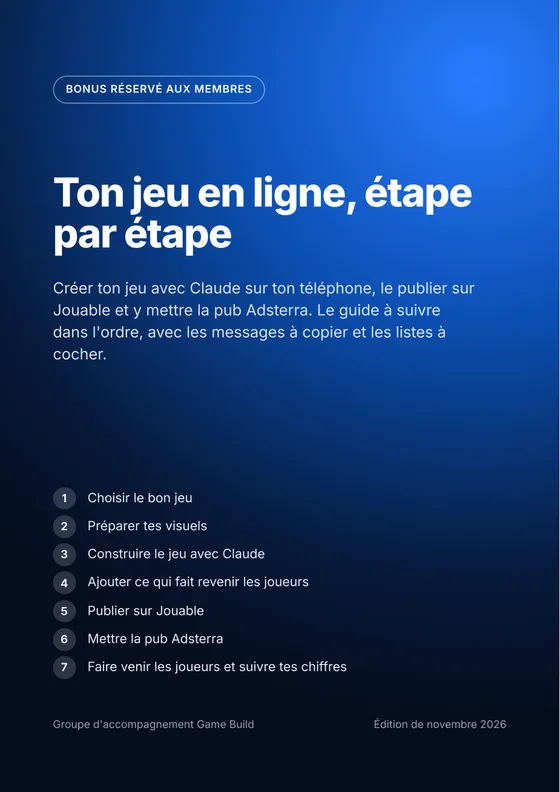 BONUS RÉSERVÉ AUX MEMBRES
Ton jeu en ligne, étape
par étape
Créer ton jeu avec Claude sur ton téléphone, le publier sur
Jouable et y mettre la pub Adsterra. Le guide à suivre
dans l'ordre, avec les messages à copier et les listes à
cocher.
1 Choisir le bon jeu
2 Préparer tes visuels
3 Construire le jeu avec Claude
4 Ajouter ce qui fait revenir les joueurs
5 Publier sur Jouable
6 Mettre la pub Adsterra
7 Faire venir les joueurs et suivre tes chiffres
Groupe d'accompagnement Game Build Édition de novembre 2026